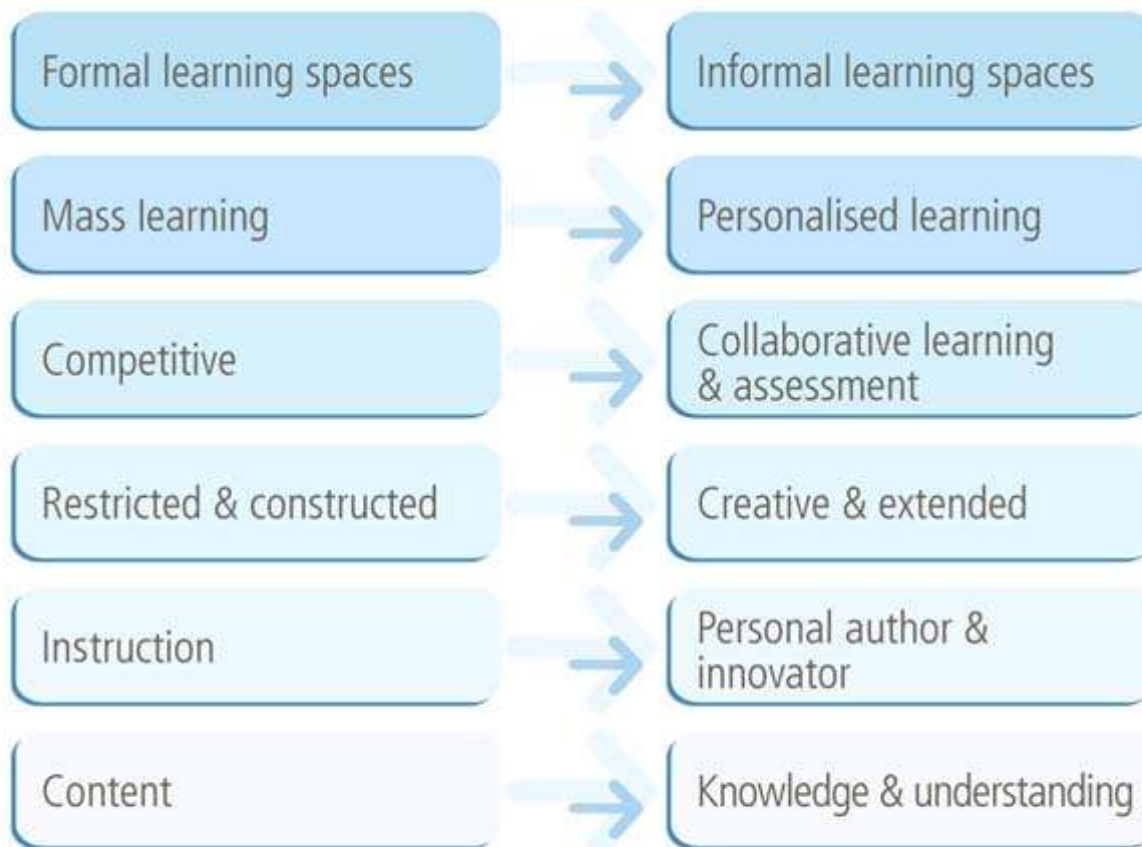 Formal learning spaces
Informal learning spaces
Mass learning
Personalised learning
Competitive
Collaborative learning
& assessment
Restricted & constructed
Creative & extended
Instruction
Personal author &
innovator
Content
Knowledge & understanding